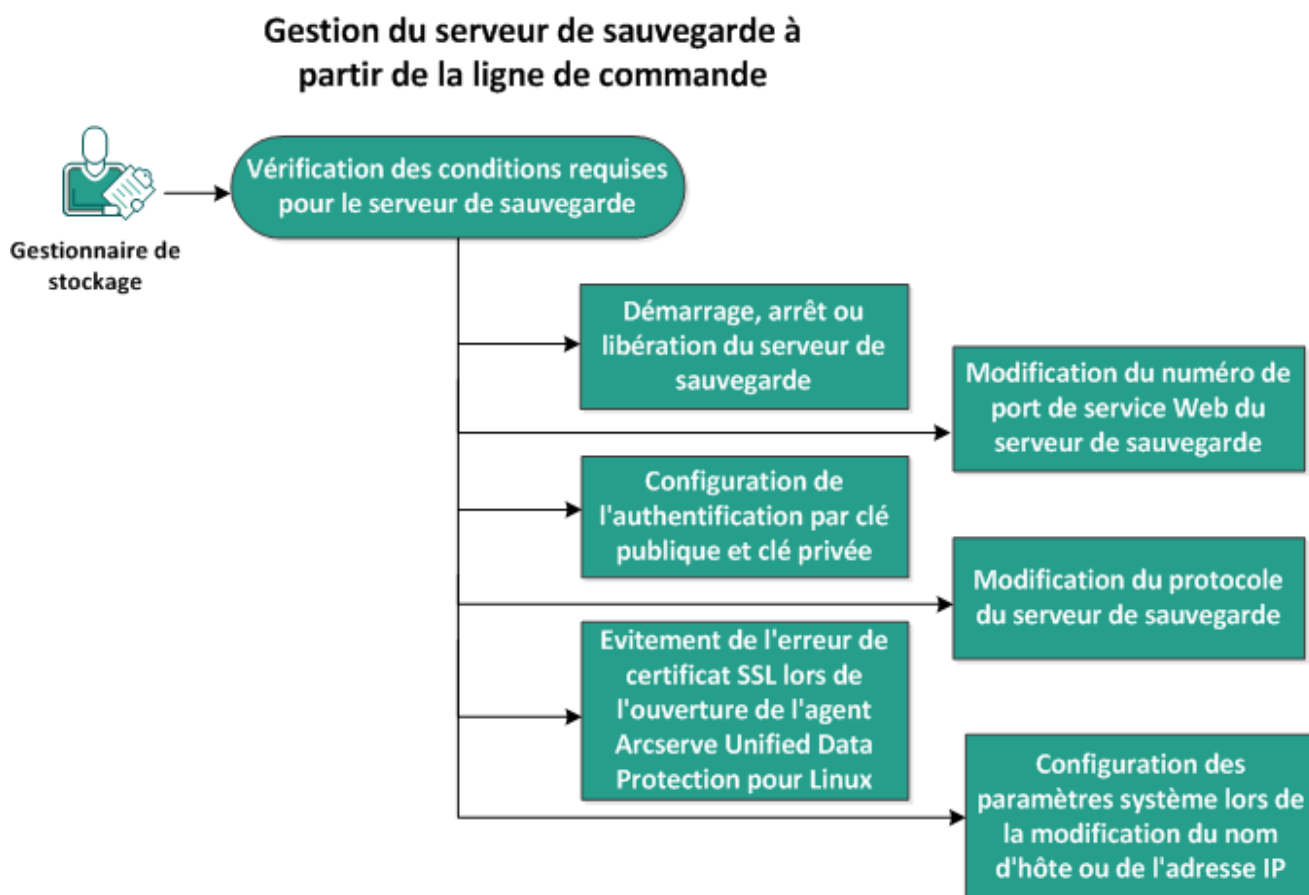 Gestion du serveur de sauvegarde à
partir de la ligne de commande
Vérification des conditions requises
pour le serveur de sauvegarde
Gestionnaire de
stockage
Démarrage, arrêt ou
libération du serveur de
sauvegarde
Modification du numéro de
port de service Web du
serveur de sauvegarde
Configuration de
l'authentification par clé
publique et clé privée
Modification du protocole
du serveur de sauvegarde
Evitement de l'erreur de
certificat SSL lors de
l'ouverture de l'agent
Arcserve Unified Data
Protection pour Linux
Configuration des
paramètres système lors de
la modification du nom
d'hôte ou de l'adresse IP